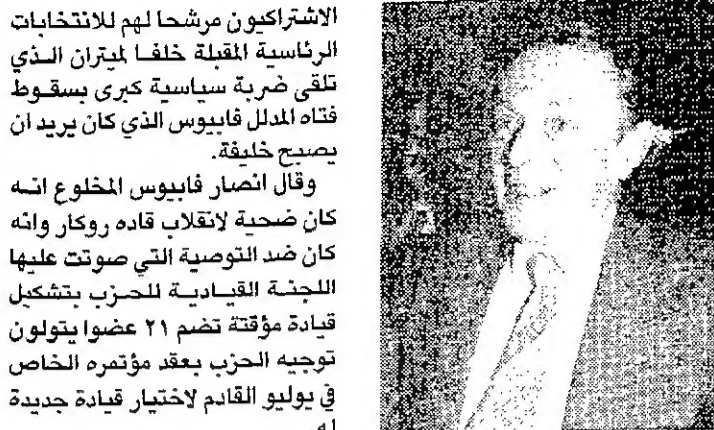 الاشتراكيون مرشحا لهم للانتخابات
الرئاسية المقبلة خلفا لميتران الذي
تلقى ضربة سياسية كبرى بسقوط
فتاه المدلل فابيوس الذي كان يريد ان
يصبح خليفة.
وقال انصار فابيوس المخلوع انه
كان ضحية لانقلاب قاده روكار وانه
كان ضد التوصية التي صوتت عليها
اللجنة القيادية للحزب بتشكيل
قيادة مؤقتة تضم ٢١ عضوا يتولون
توجيه الحزب بعقد مؤتمره الخاص
في يوليو القادم لاختيار قيادة جديدة
له